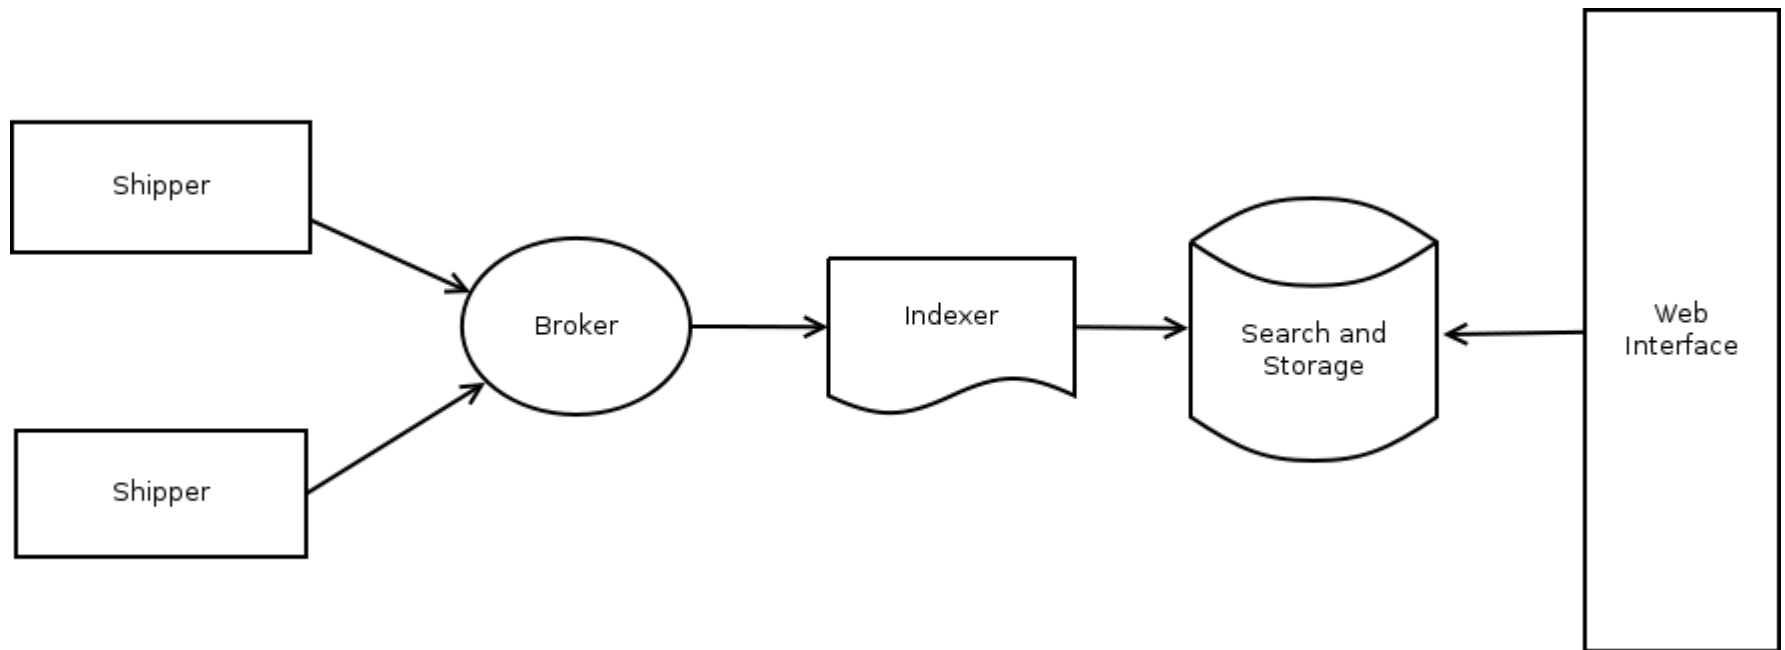 Shipper
Shipper
Broker
Indexer
Search and
Storage
Web
Interface